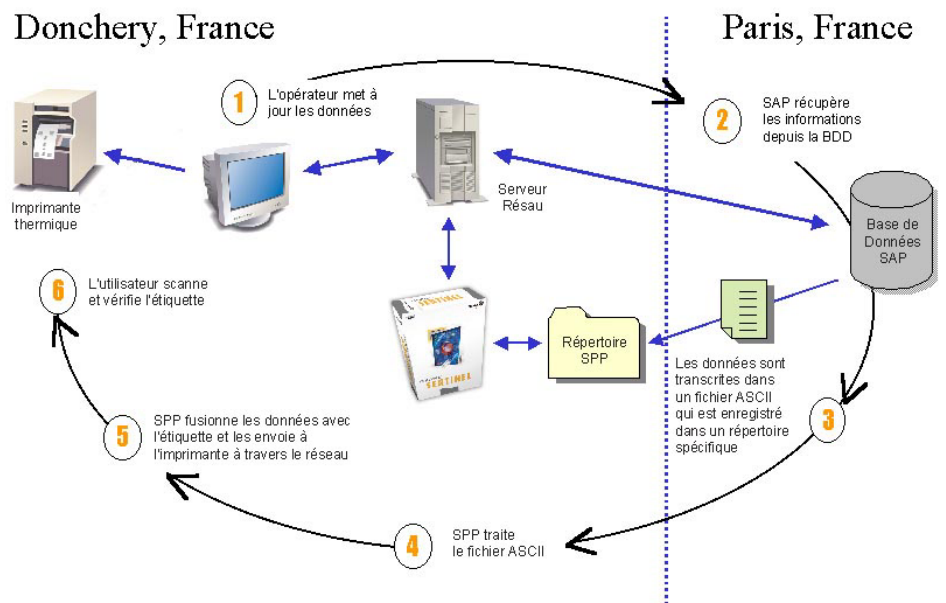 Donchery, France
Paris, France
1
L'opérateur met à
jour les données
2
SAP récupère
les informations
depuis la BDD
Imprimante
thermique
Serveur
Résau
Base de
Données
SAP
6
L'utilisateur scanne
et vérifie l'étiquette
SENTINEL
SENTINEL
Répertoire
SPP
Les données sont
transcrites dans
un fichier ASCII
qui est enregistré
dans un répertoire
spécifique
3
5
SPP fusionne les données avec
l'étiquette et les envoie à
l'imprimante à travers le réseau
4
SPP traite
le fichier ASCII